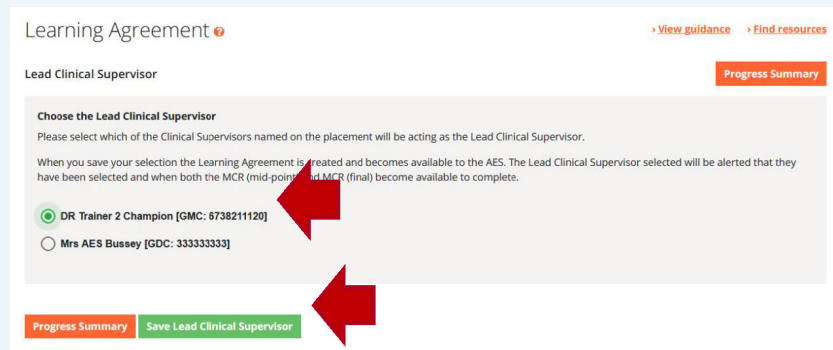 Learning Agreement ?
› View guidance › Find resources
Lead Clinical Supervisor
Progress Summary
Choose the Lead Clinical Supervisor
Please select which of the Clinical Supervisors named on the placement will be acting as the Lead Clinical Supervisor.
When you save your selection the Learning Agreement is created and becomes available to the AES. The Lead Clinical Supervisor selected will be alerted that they
have been selected and when both the MCR (mid-point) and MCR (final) become available to complete.
DR Trainer 2 Champion [GMC: 6738211120]
Mrs AES Bussey [GDC: 333333333]
Progress Summary
Save Lead Clinical Supervisor